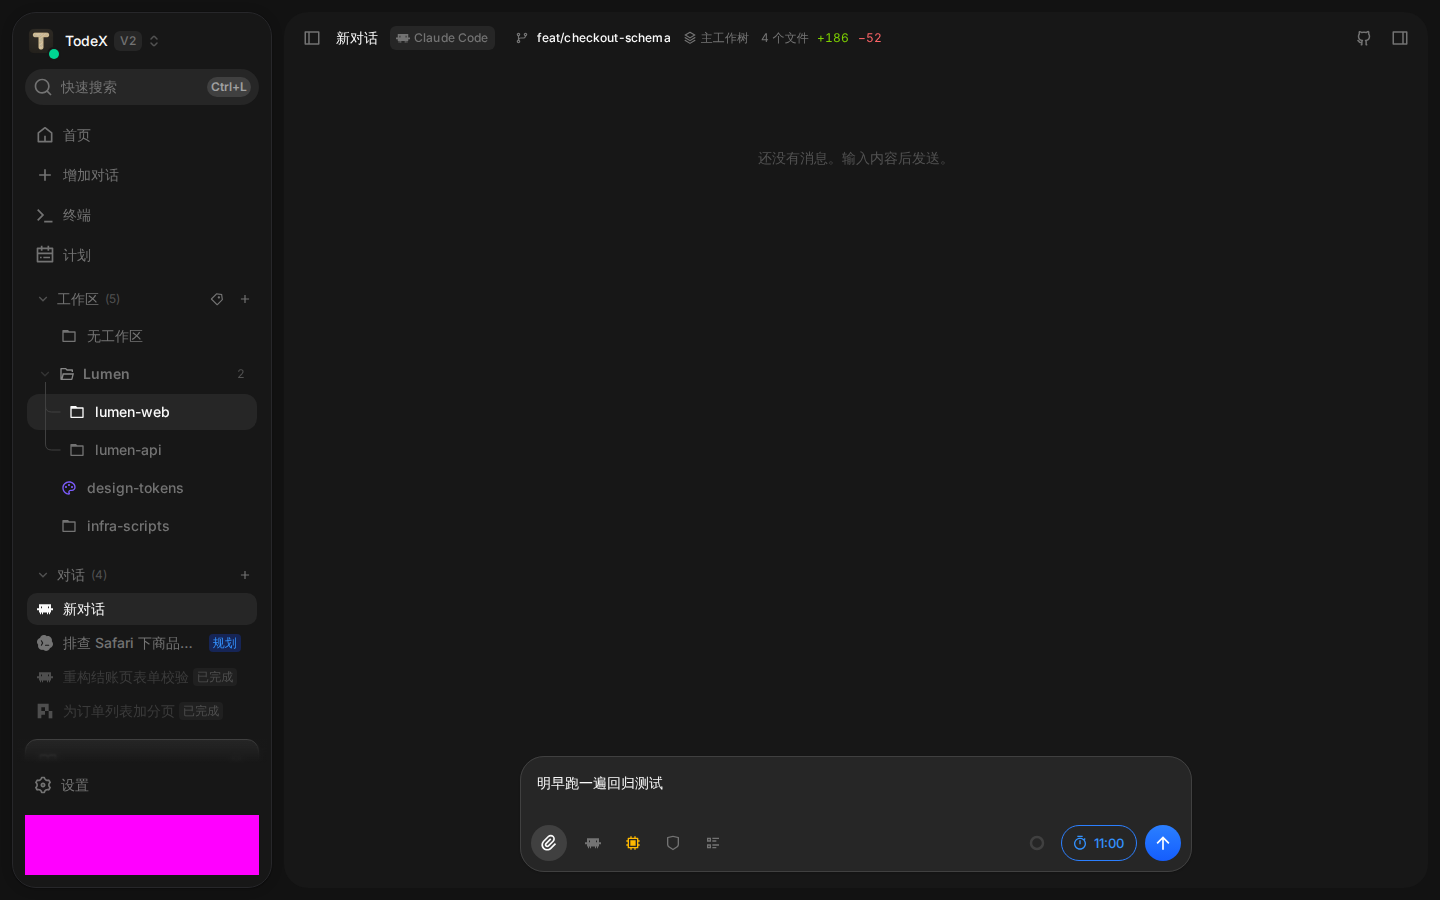 TodeX V2
快速搜索 Ctrl+L
首页
增加对话
终端
计划
工作区 (5)
无工作区
Lumen 2
lumen-web
lumen-api
design-tokens
infra-scripts
对话 (4)
新对话
排查 Safari 下商品... 规划
重构结账页表单校验 已完成
为订单列表加分页 已完成
设置
新对话 Claude Code feat/checkout-schema 主工作树 4 个文件 +186 −52
还没有消息。输入内容后发送。
明早跑一遍回归测试
11:00